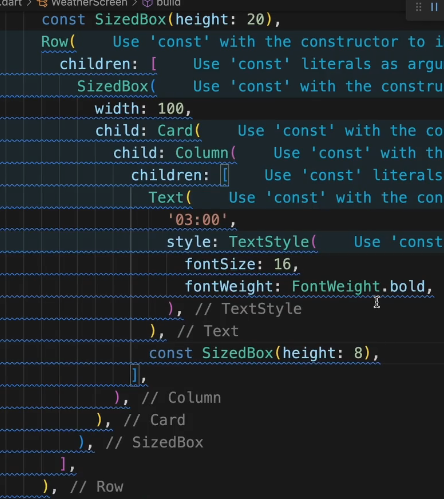 .dart > WeatherScreen > build
const SizedBox(height: 20),
Row( Use 'const' with the constructor to i
children: [ Use 'const' literals as argu
SizedBox( Use 'const' with the constru
width: 100,
child: Card( Use 'const' with the co
child: Column( Use 'const' with th
children: [ Use 'const' literals
Text( Use 'const' with the con
'03:00',
style: TextStyle( Use 'const
fontSize: 16,
fontWeight: FontWeight.bold,
), // TextStyle
), // Text
const SizedBox(height: 8),
],
), // Column
), // Card
), // SizedBox
],
), // Row